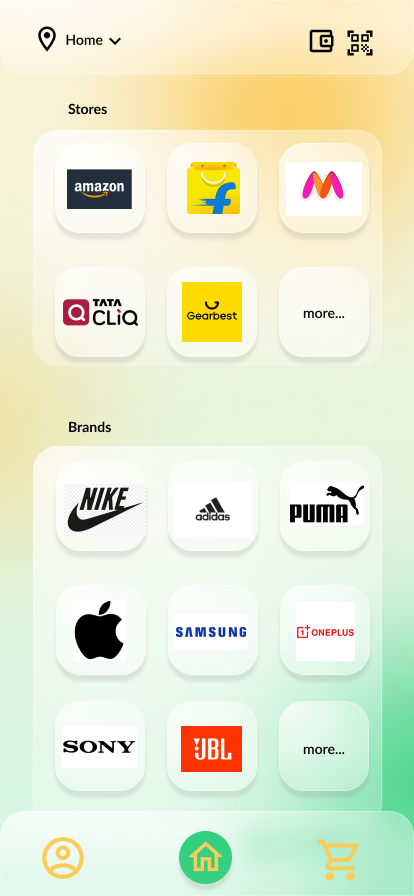 Home
Stores
amazon
f
TATA
CLiQ
Gearbest
more...
Brands
NIKE
adidas
PUMA
SAMSUNG
1+ ONEPLUS
SONY
JBL
more...